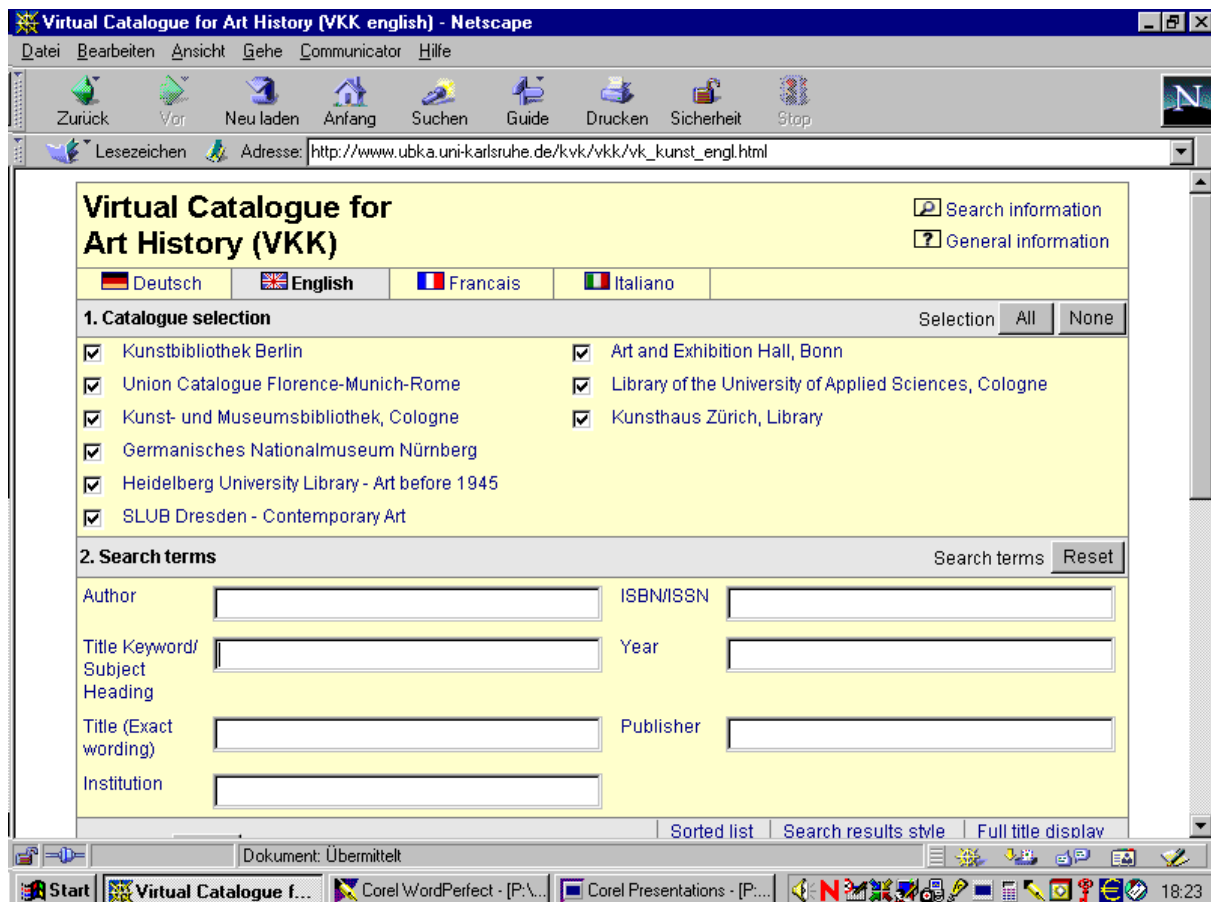 Virtual Catalogue for Art History (VKK english) - Netscape
Datei Bearbeiten Ansicht Gehe Communicator Hilfe
Zurück Vor Neu laden Anfang Suchen Guide Drucken Sicherheit Stop
N
Lesezeichen Adresse: http://www.ubka.uni-karlsruhe.de/kvk/vkk/vk_kunst_engl.html
Virtual Catalogue for
Art History (VKK)
Search information
? General information
Deutsch English Francais Italiano
1. Catalogue selection Selection All None
Kunstbibliothek Berlin Art and Exhibition Hall, Bonn
Union Catalogue Florence-Munich-Rome Library of the University of Applied Sciences, Cologne
Kunst- und Museumsbibliothek, Cologne Kunsthaus Zürich, Library
Germanisches Nationalmuseum Nürnberg
Heidelberg University Library - Art before 1945
SLUB Dresden - Contemporary Art
2. Search terms Search terms Reset
Author ISBN/ISSN
Title Keyword/ Year
Subject
Heading
Title (Exact Publisher
wording)
Institution
Sorted list Search results style Full title display
Dokument: Übermittelt
Start Virtual Catalogue f... Corel WordPerfect - [P:\... Corel Presentations - [P:... N 18:23